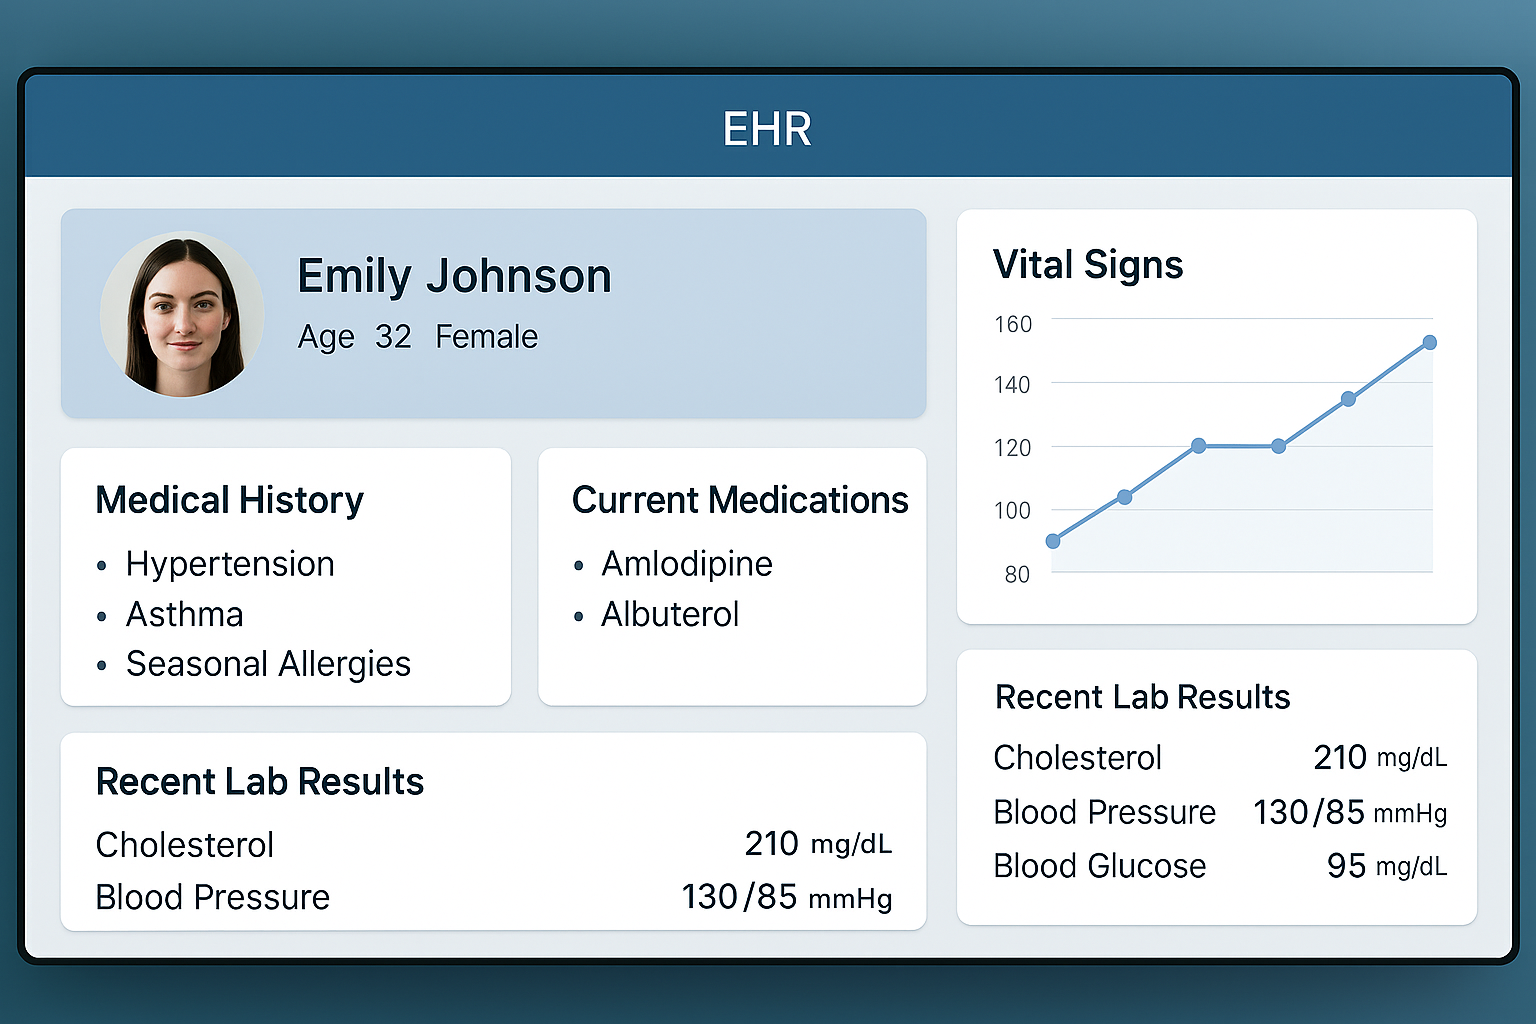 EHR
Emily Johnson
Age 32 Female
Medical History
• Hypertension
• Asthma
• Seasonal Allergies
Current Medications
• Amlodipine
• Albuterol
Recent Lab Results
Cholesterol 210 mg/dL
Blood Pressure 130/85 mmHg
Vital Signs
160
140
120
100
80
Recent Lab Results
Cholesterol 210 mg/dL
Blood Pressure 130/85 mmHg
Blood Glucose 95 mg/dL